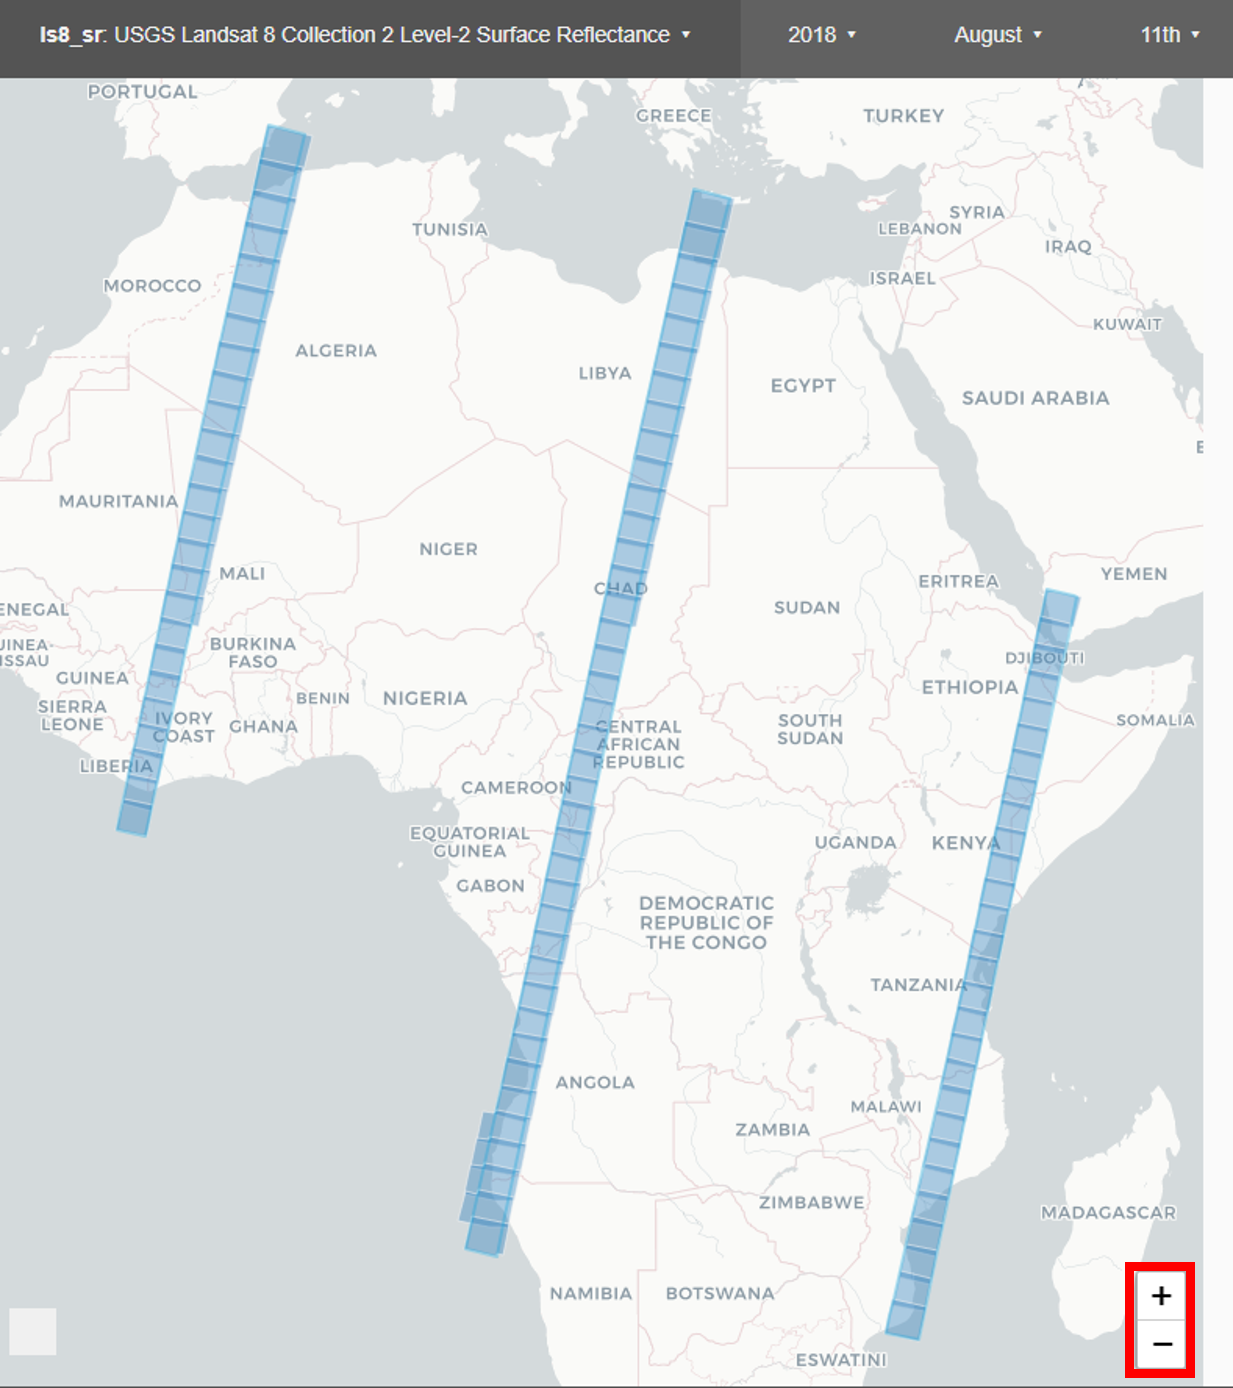 ls8_sr: USGS Landsat 8 Collection 2 Level-2 Surface Reflectance ▾
2018 ▾
August ▾
11th ▾
PORTUGAL
GREECE
TURKEY
SYRIA
LEBANON
IRAQ
TUNISIA
ISRAEL
MOROCCO
KUWAIT
ALGERIA
LIBYA
EGYPT
SAUDI ARABIA
MAURITANIA
NIGER
MALI
CHAD
SUDAN
ERITREA
YEMEN
ENEGAL
UINEA-
ISSAU
BURKINA
FASO
DJIBOUTI
GUINEA
BENIN
NIGERIA
ETHIOPIA
SIERRA
LEONE
IVORY
COAST
GHANA
CENTRAL
AFRICAN
REPUBLIC
SOUTH
SUDAN
SOMALIA
LIBERIA
CAMEROON
EQUATORIAL
GUINEA
UGANDA
KENYA
GABON
DEMOCRATIC
REPUBLIC OF
THE CONGO
TANZANIA
ANGOLA
MALAWI
ZAMBIA
ZIMBABWE
MADAGASCAR
NAMIBIA
BOTSWANA
+
−
ESWATINI